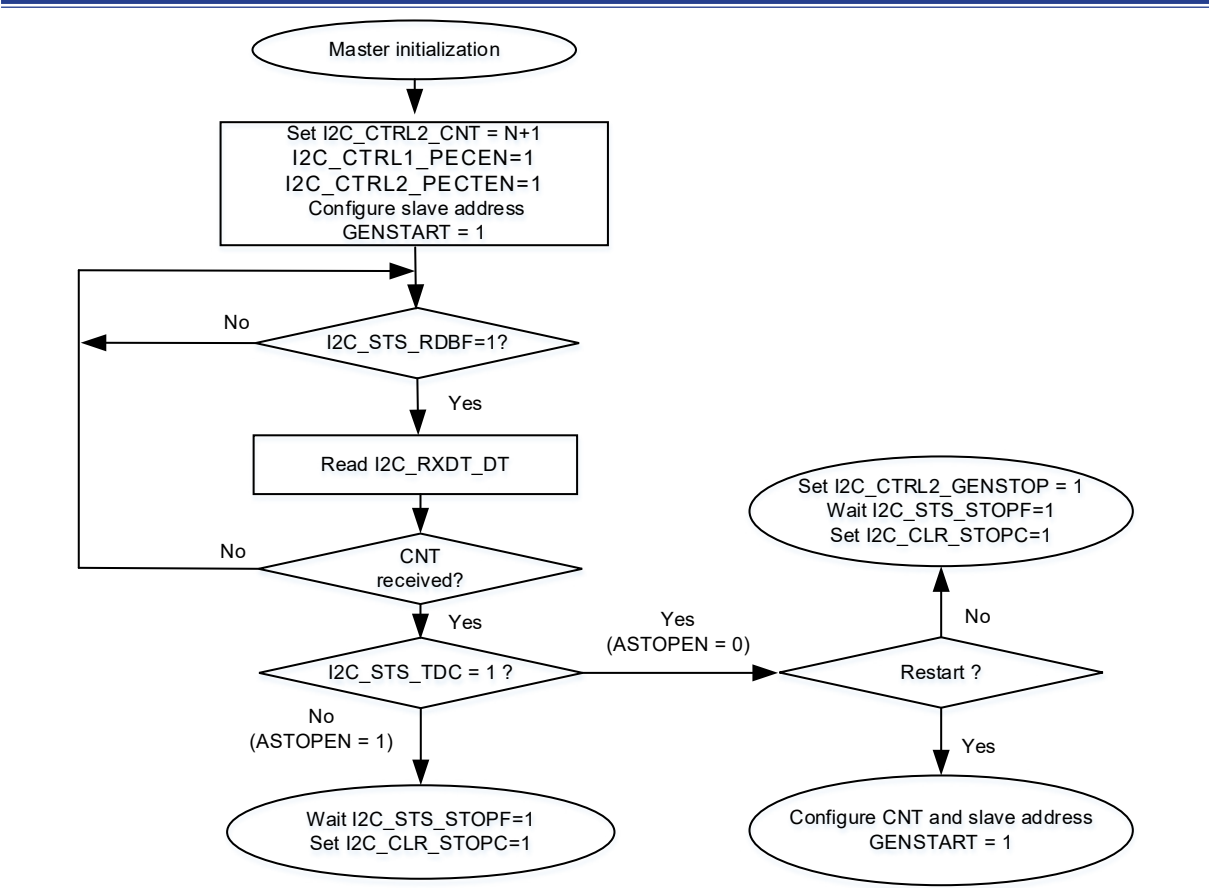 Master initialization
Set I2C_CTRL2_CNT = N+1
I2C_CTRL1_PECEN=1
I2C_CTRL2_PECTEN=1
Configure slave address
GENSTART = 1
No
I2C_STS_RDBF=1?
Yes
Read I2C_RXDT_DT
No
CNT
received?
Yes
I2C_STS_TDC = 1 ?
Yes
(ASTOPEN = 0)
No
(ASTOPEN = 1)
Wait I2C_STS_STOPF=1
Set I2C_CLR_STOPC=1
Set I2C_CTRL2_GENSTOP = 1
Wait I2C_STS_STOPF=1
Set I2C_CLR_STOPC=1
No
Restart ?
Yes
Configure CNT and slave address
GENSTART = 1